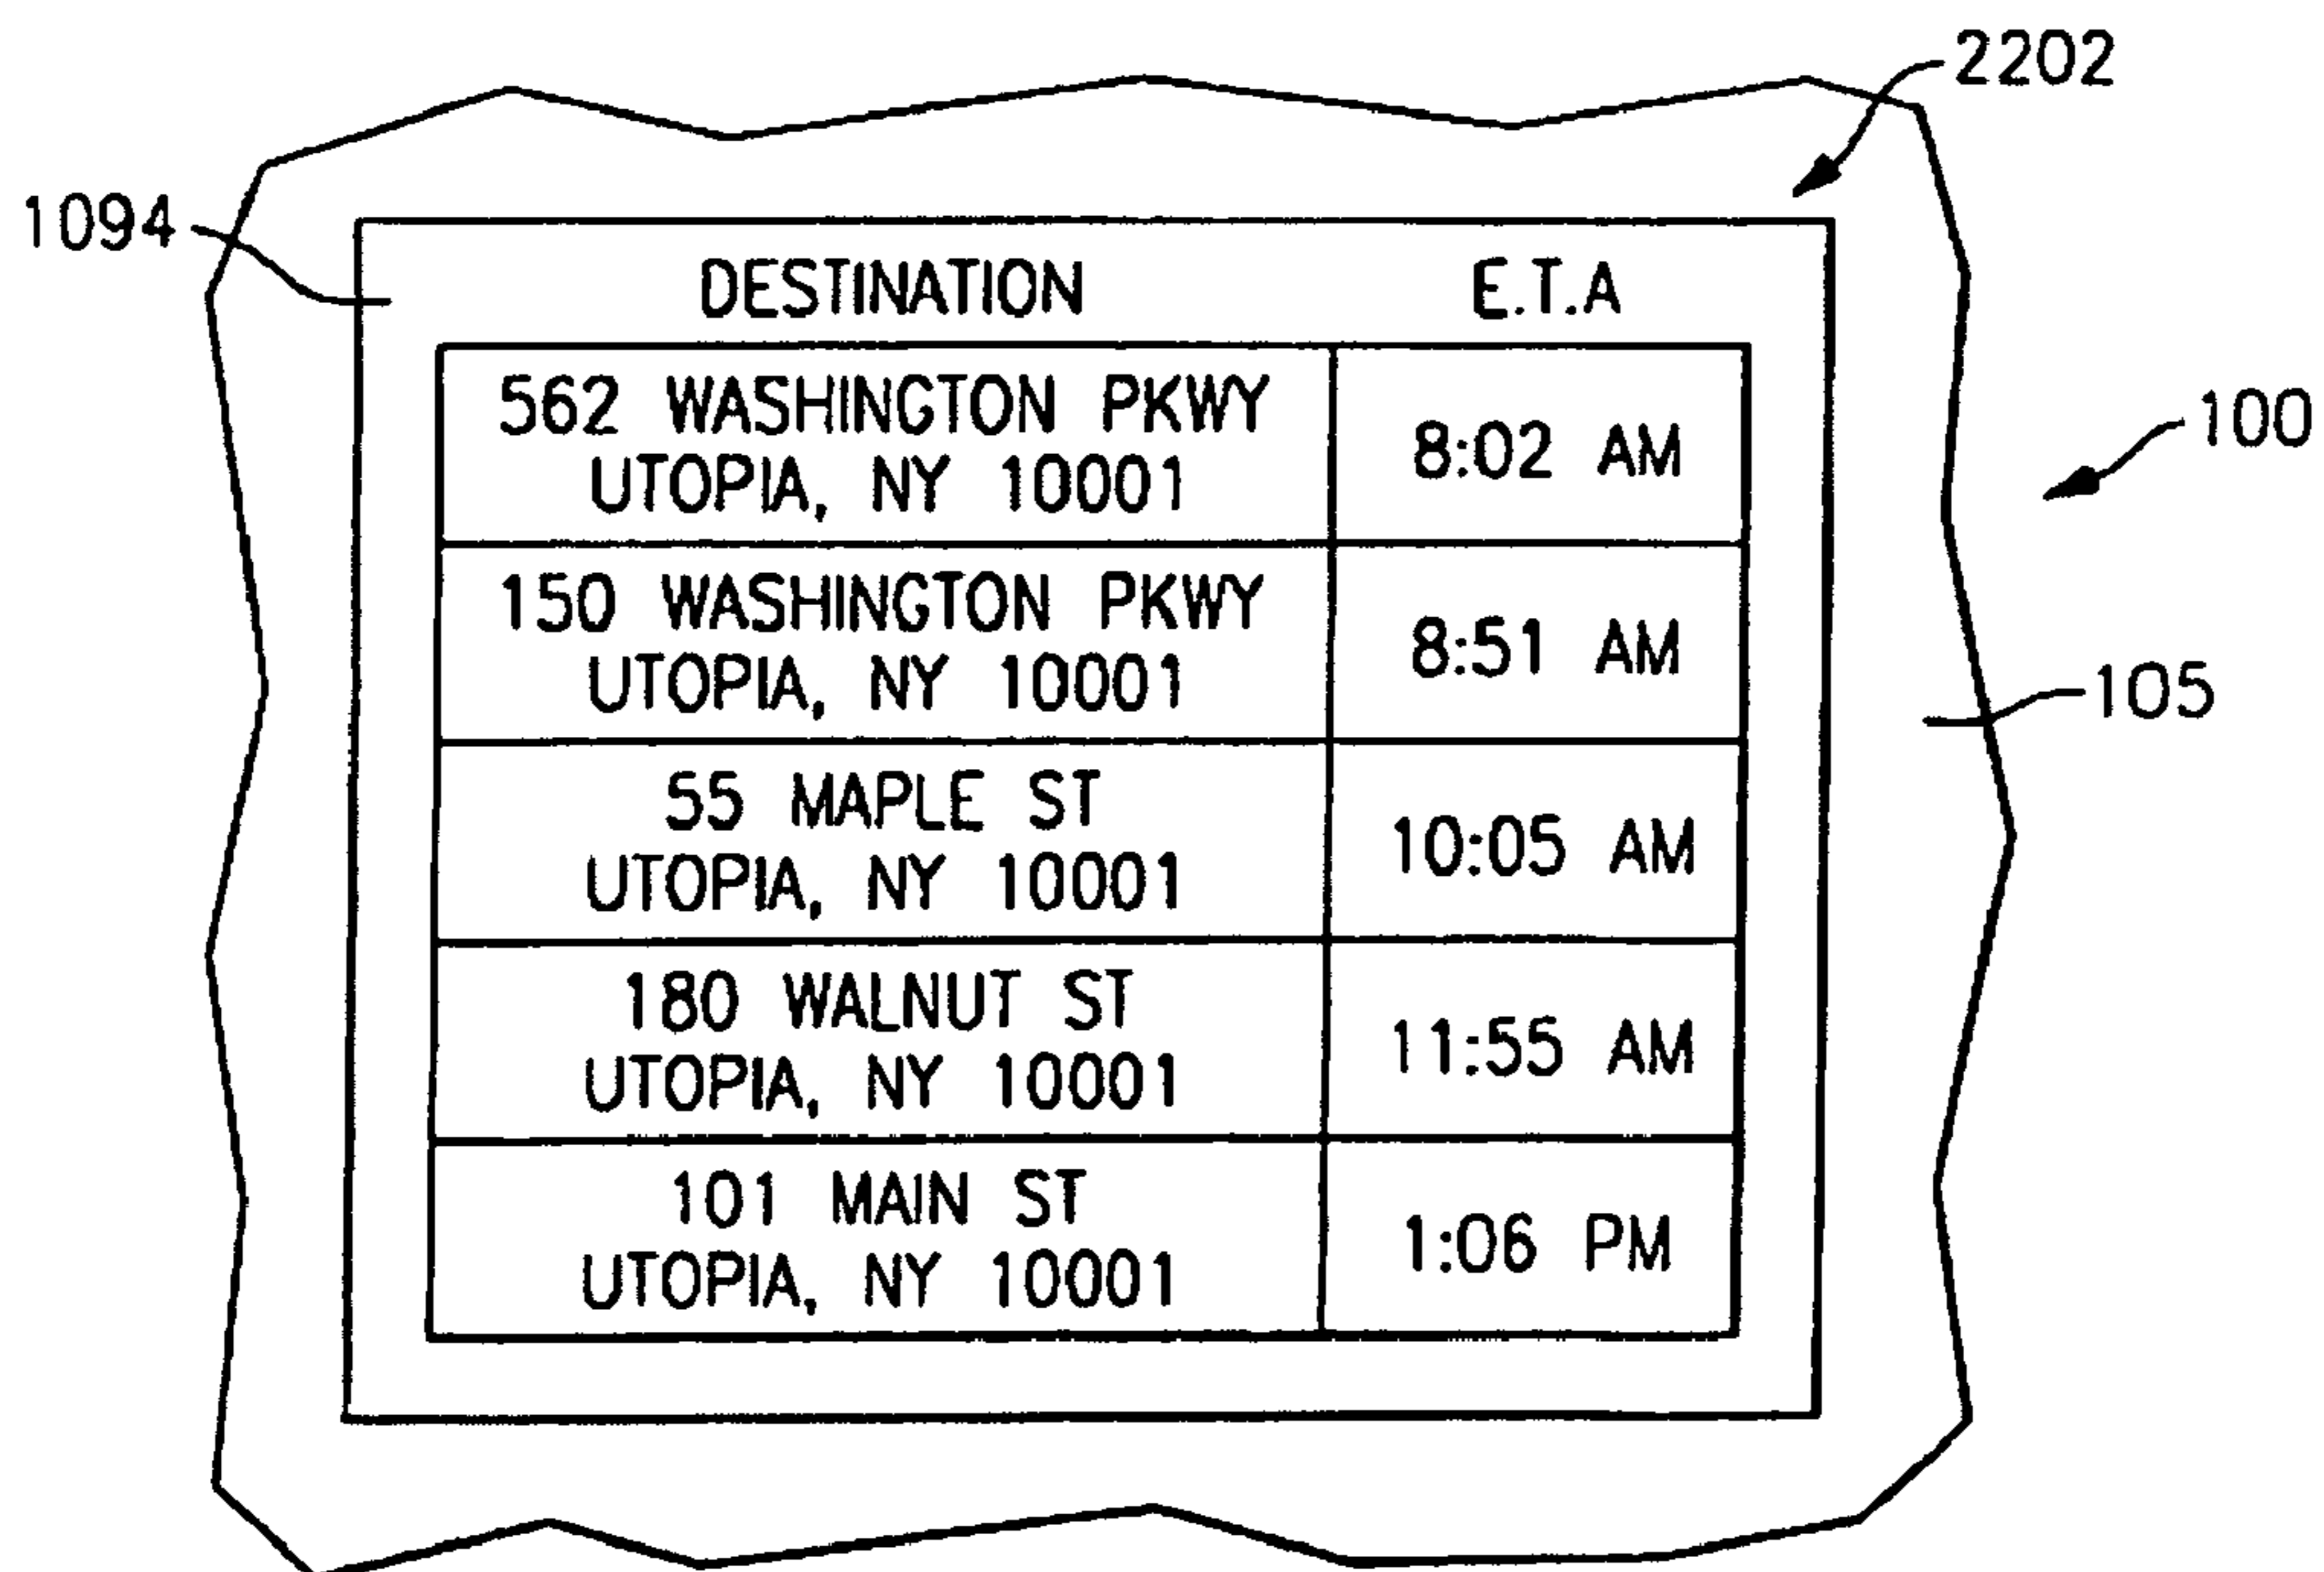 2202
1094
DESTINATION E.T.A
562 WASHINGTON PKWY
UTOPIA, NY 10001
8:02 AM
100
150 WASHINGTON PKWY
UTOPIA, NY 10001
8:51 AM
105
55 MAPLE ST
UTOPIA, NY 10001
10:05 AM
180 WALNUT ST
UTOPIA, NY 10001
11:55 AM
101 MAIN ST
UTOPIA, NY 10001
1:06 PM